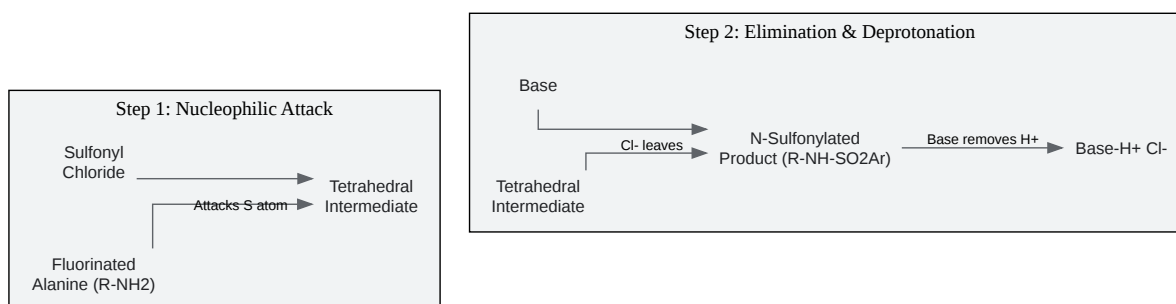 Step 1: Nucleophilic Attack
Sulfonyl
Chloride
Tetrahedral
Intermediate
Attacks S atom
Fluorinated
Alanine (R-NH2)
Step 2: Elimination & Deprotonation
Base
Cl- leaves
N-Sulfonylated
Product (R-NH-SO2Ar)
Base removes H+
Base-H+ Cl-
Tetrahedral
Intermediate